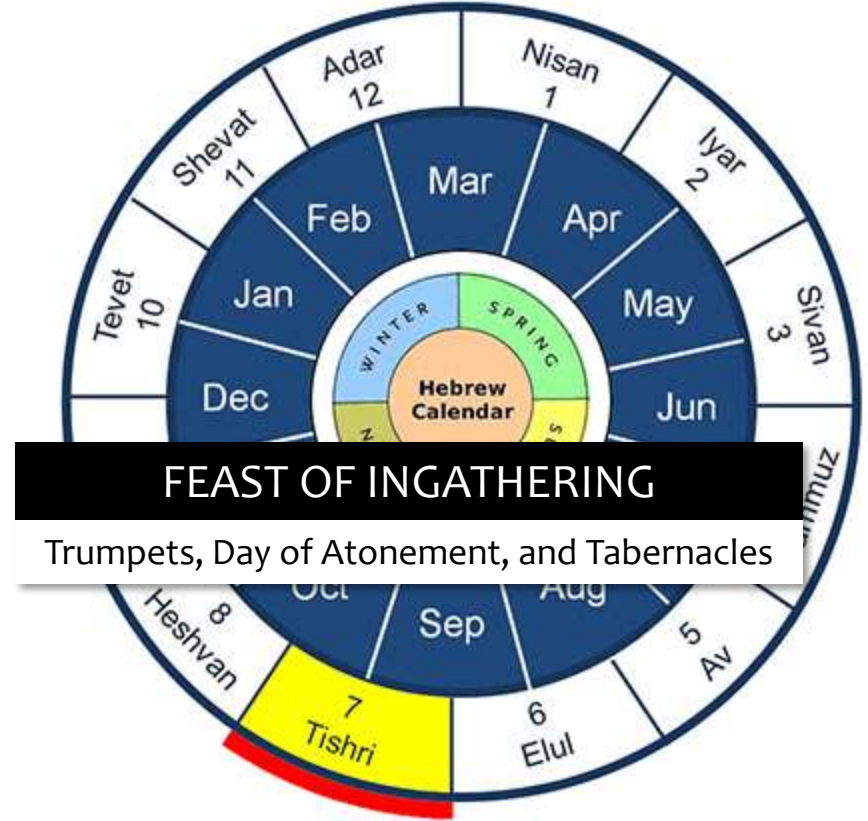 Adar
12
Nisan
1
Shevat
11
Iyar
2
Mar
Feb
Apr
Tevet
10
Jan
May
Sivan
3
WINTER
SPRING
Dec
Hebrew
Calendar
Jun
FEAST OF INGATHERING
Trumpets, Day of Atonement, and Tabernacles
Oct
Aug
8
Heshvan
Sep
5
Av
7
Tishri
6
Elul